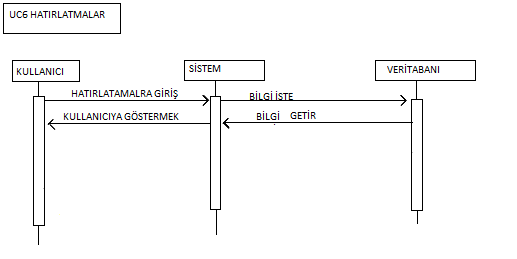 UC6 HATIRLATMALAR
KULLANICI
SİSTEM
VERİTABANI
HATIRLATAMALRA GİRİŞ
BİLGİ İSTE
KULLANICIYA GÖSTERMEK
BİLGİ GETİR